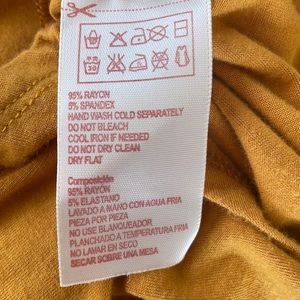 95% RAYON
5% SPANDEX
HAND WASH COLD SEPARATELY
DO NOT BLEACH
COOL IRON IF NEEDED
DO NOT DRY CLEAN
DRY FLAT
Composición
95% RAYON
5% ELASTANO
LAVADO A MANO CON AGUA FRIA
PIEZA POR PIEZA
NO USE BLANQUEADOR
PLANCHADO A TEMPERATURA FRIA
NO LAVAR EN SECO
SECAR SOBRE UNA MESA